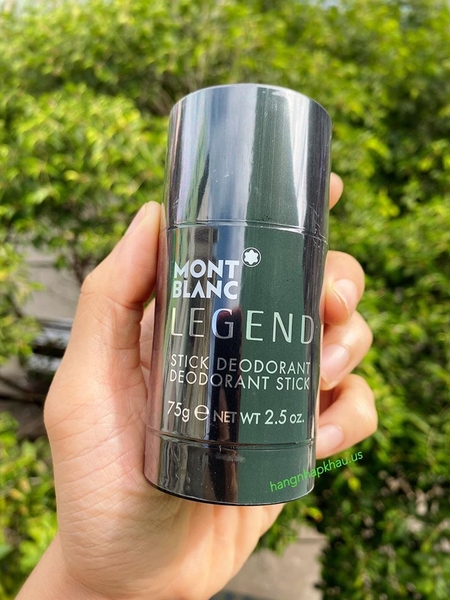 MONT
BLANC
LEGEND
STICK DEODORANT
DEODORANT STICK
75g ℮ NET WT 2.5 oz.
hangnhapkhau.us